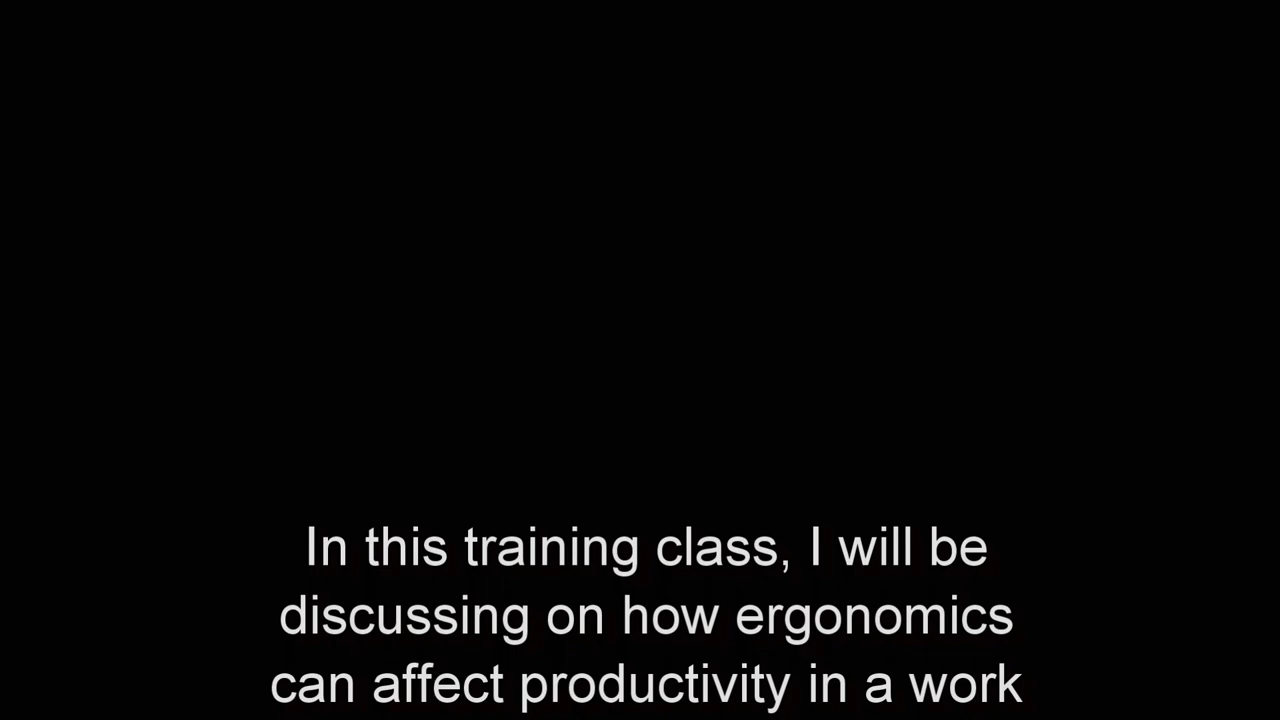 In this training class, I will be
discussing on how ergonomics
can affect productivity in a work